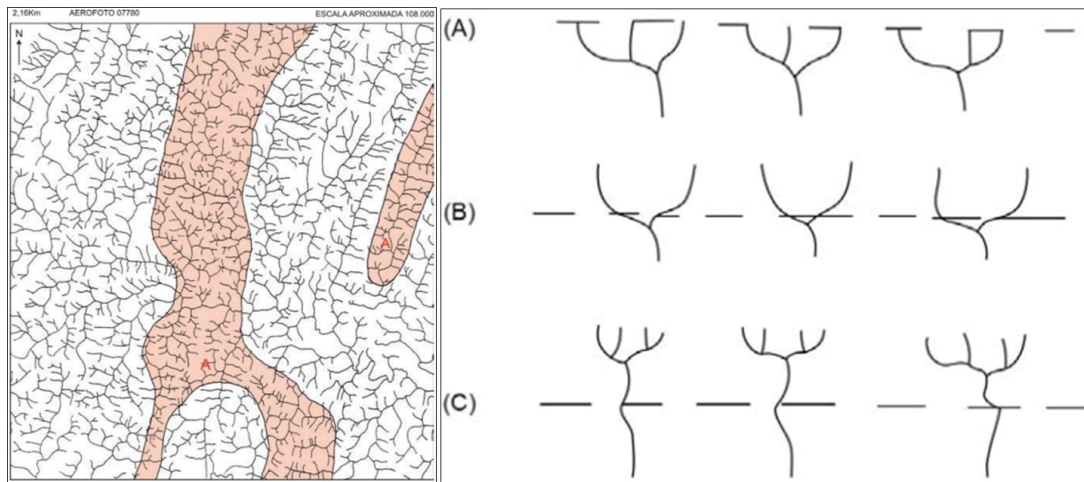 2,16Km AEROFOTO 07780 ESCALA APROXIMADA 108.000
N
A
A
(A)
(B)
(C)